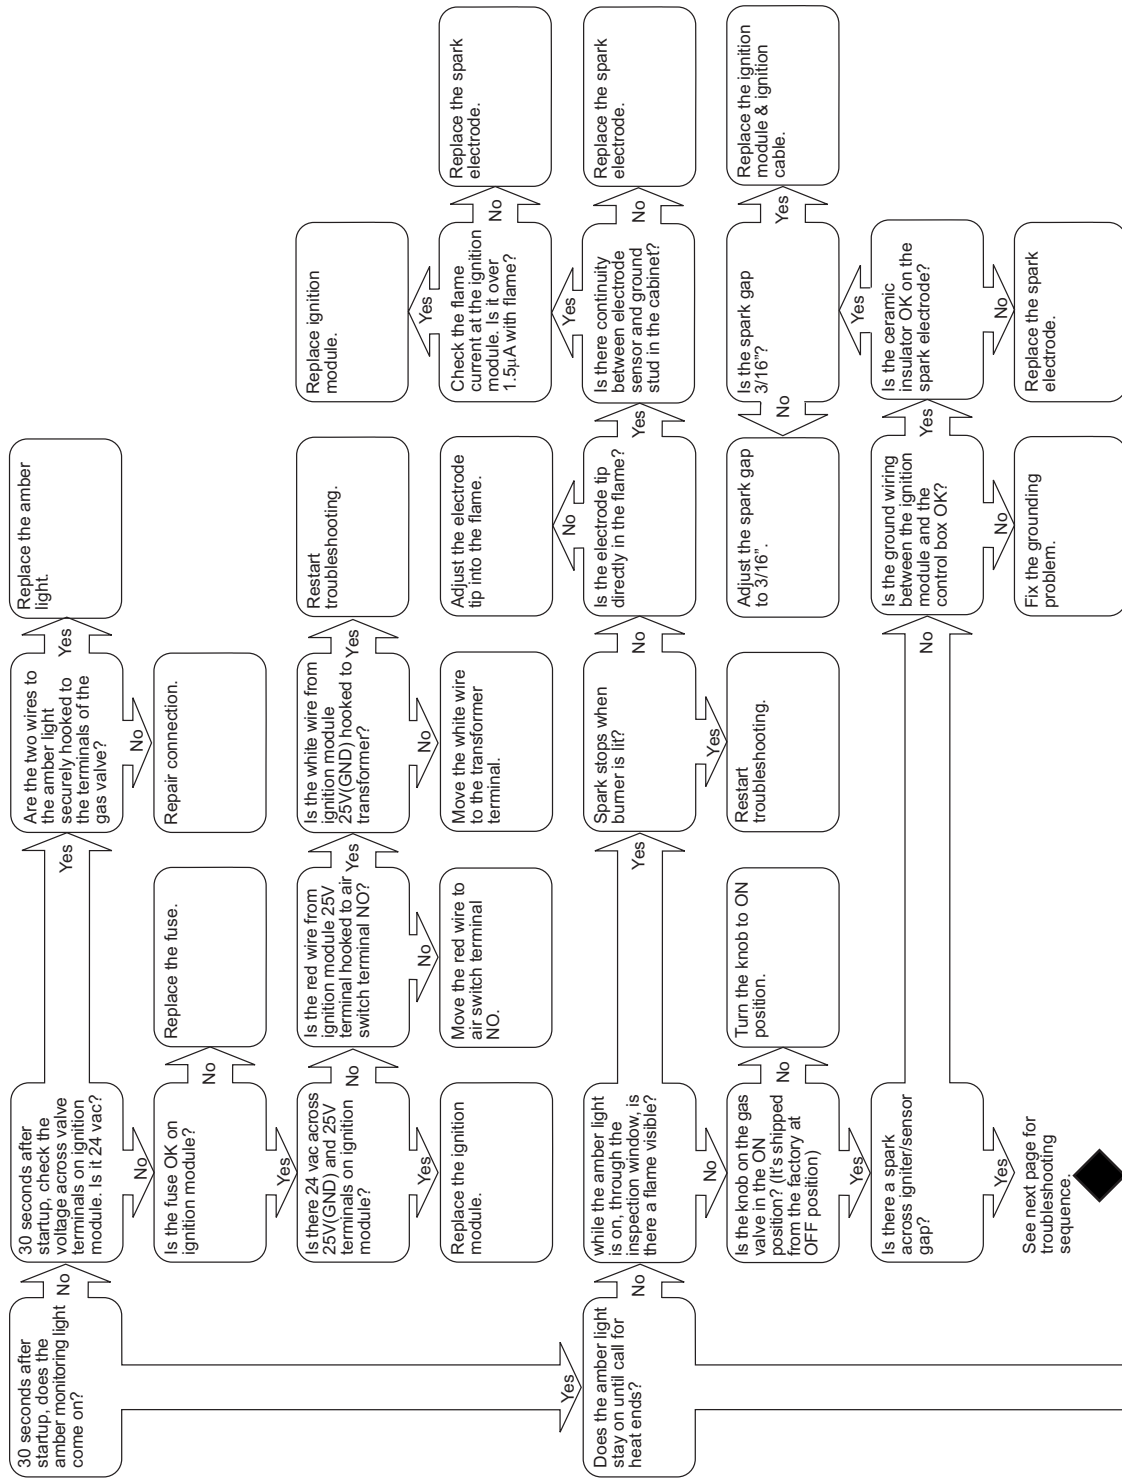 30 seconds after
startup, does the
amber monitoring light
come on?
No
30 seconds after
startup, check the
voltage across valve
terminals on ignition
module. Is it 24 vac?
Yes
Are the two wires to
the amber light
securely hooked to
the terminals of the
gas valve?
Yes
Replace the amber
light.
No
Repair connection.
No
Is the fuse OK on
ignition module?
No
Replace the fuse.
Yes
Is there 24 vac across
25V(GND) and 25V
terminals on ignition
module?
No
Is the red wire from
ignition module 25V
terminal hooked to air
switch terminal NO?
Yes
Is the white wire from
ignition module
25V(GND) hooked to
transformer?
Yes
Restart
troubleshooting.
Yes
Replace the ignition
module.
No
Move the red wire to
air switch terminal
NO.
No
Move the white wire
to the transformer
terminal.
Yes
Does the amber light
stay on until call for
heat ends?
No
while the amber light
is on, through the
inspection window, is
there a flame visible?
Yes
Spark stops when
burner is lit?
No
Is the electrode tip
directly in the flame?
No
Adjust the electrode
tip into the flame.
Yes
Is there continuity
between electrode
sensor and ground
stud in the cabinet?
No
Replace the spark
electrode.
Yes
Check the flame
current at the ignition
module. Is it over
1.5µA with flame?
No
Replace the spark
electrode.
Yes
Replace ignition
module.
Yes
Restart
troubleshooting.
No
Is the knob on the gas
valve in the ON
position? (It's shipped
from the factory at
OFF position)
No
Turn the knob to ON
position.
Yes
Is there a spark
across igniter/sensor
gap?
No
Is the ground wiring
between the ignition
module and the
control box OK?
Yes
Is the ceramic
insulator OK on the
spark electrode?
Yes
Is the spark gap
3/16"?
Yes
Replace the ignition
module & ignition
cable.
No
Adjust the spark gap
to 3/16".
No
Fix the grounding
problem.
No
Replace the spark
electrode.
Yes
See next page for
troubleshooting
sequence.